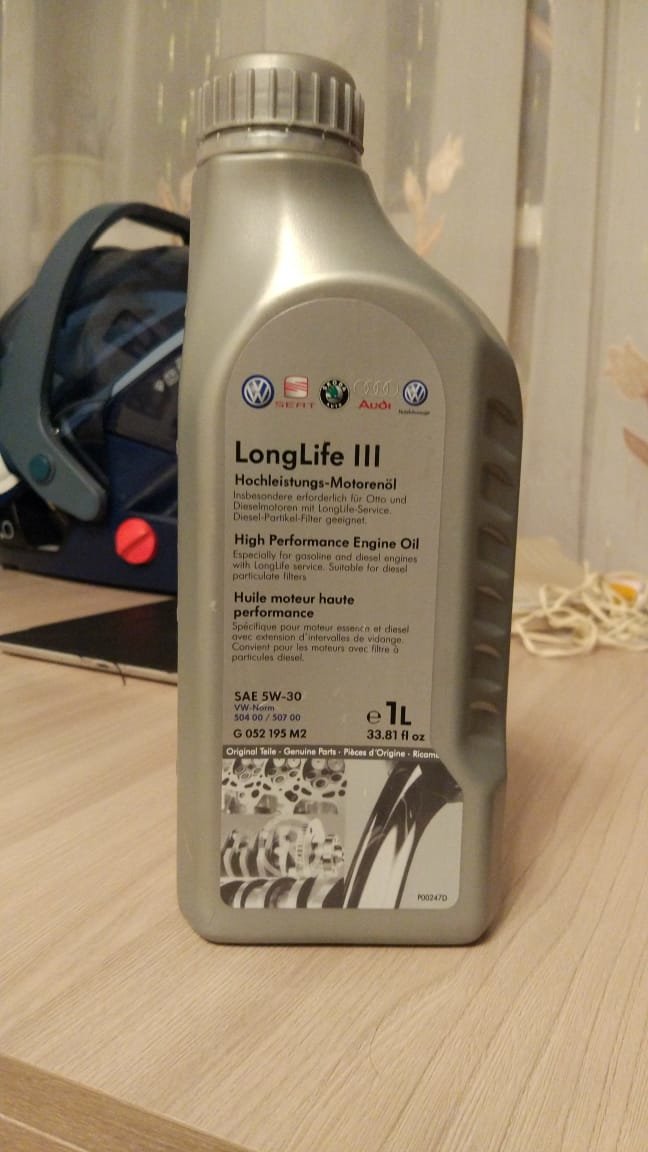 SEAT
Audi
LongLife III
Hochleistungs-Motorenöl
Insbesondere erforderlich für Otto und
Dieselmotoren mit LongLife-Service.
Diesel-Partikel-Filter geeignet.
High Performance Engine Oil
Especially for gasoline and diesel engines
with LongLife service. Suitable for diesel
particulate filters
Huile moteur haute
performance
Spécifique pour moteur essence et diesel
avec extension d'intervalles de vidange.
Convient pour les moteurs avec filtre à
particules diesel.
SAE 5W-30
VW-Norm
504 00 / 507 00
G 052 195 M2
e 1L
33.81 fl oz
Original Teile - Genuine Parts - Pièces d'Origine - Ricam
P00247D